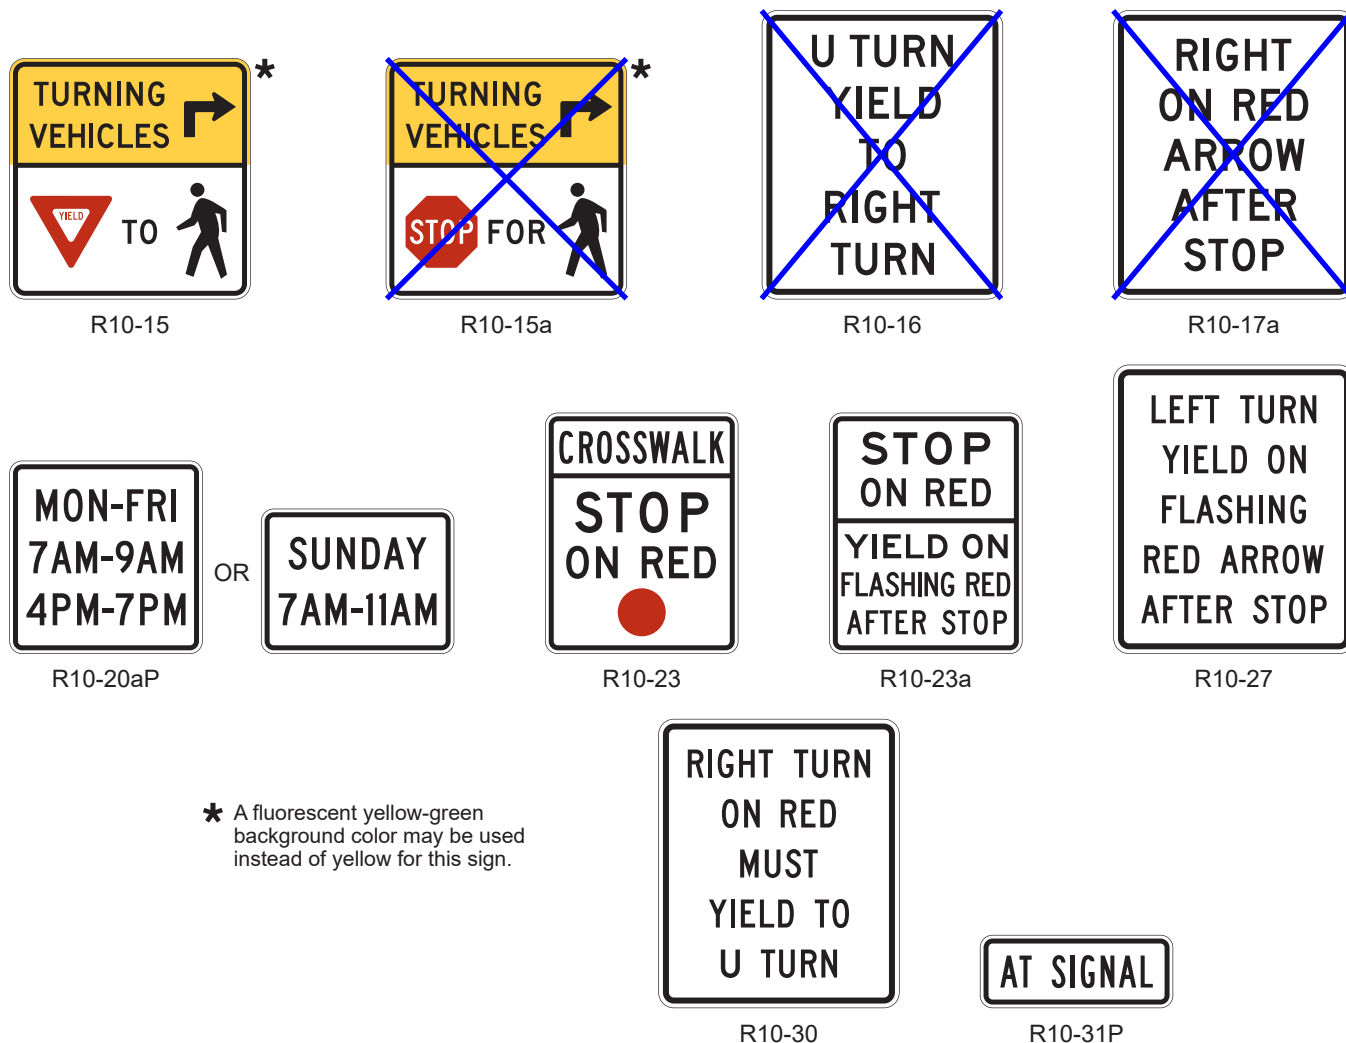 TURNING
VEHICLES
YIELD
TO
*
R10-15
TURNING
VEHICLES
STOP FOR
*
R10-15a
U TURN
YIELD
TO
RIGHT
TURN
R10-16
RIGHT
ON RED
ARROW
AFTER
STOP
R10-17a
MON-FRI
7AM-9AM
4PM-7PM
OR
SUNDAY
7AM-11AM
R10-20aP
CROSSWALK
STOP
ON RED
R10-23
STOP
ON RED
YIELD ON
FLASHING RED
AFTER STOP
R10-23a
LEFT TURN
YIELD ON
FLASHING
RED ARROW
AFTER STOP
R10-27
* A fluorescent yellow-green
background color may be used
instead of yellow for this sign.
RIGHT TURN
ON RED
MUST
YIELD TO
U TURN
R10-30
AT SIGNAL
R10-31P